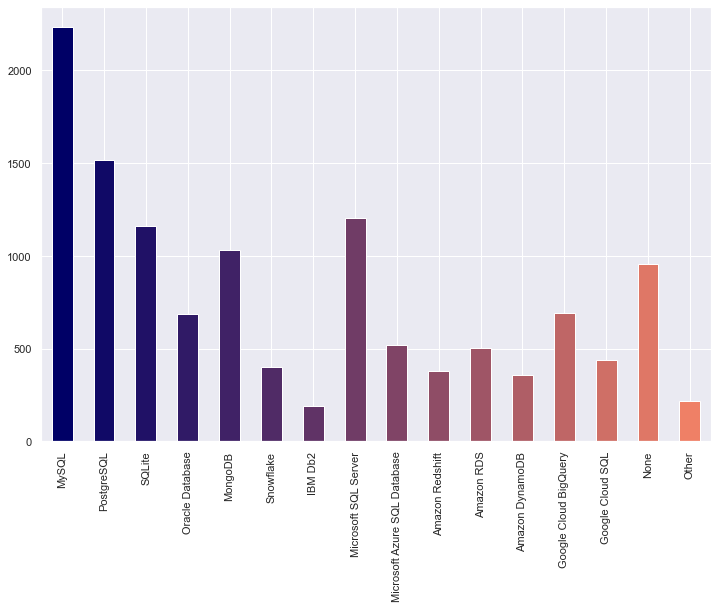 2000
1500
1000
500
0
MySQL
PostgreSQL
SQLite
Oracle Database
MongoDB
Snowflake
IBM Db2
Microsoft SQL Server
Microsoft Azure SQL Database
Amazon Redshift
Amazon RDS
Amazon DynamoDB
Google Cloud BigQuery
Google Cloud SQL
None
Other